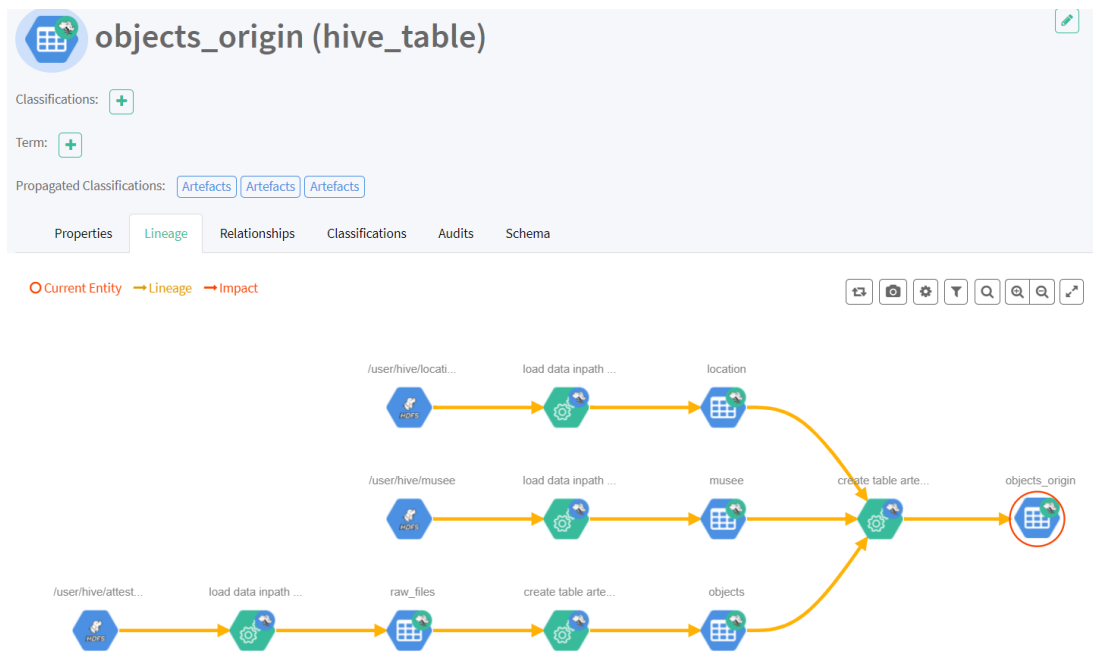 objects_origin (hive_table)
Classifications:
Term:
Propagated Classifications: Artefacts Artefacts Artefacts
Properties Lineage Relationships Classifications Audits Schema
Current Entity Lineage Impact
/user/hive/locati... load data inpath ... location
HDFS
/user/hive/musee load data inpath ... musee create table arte... objects_origin
HDFS
/user/hive/attest... load data inpath ... raw_files create table arte... objects
HDFS